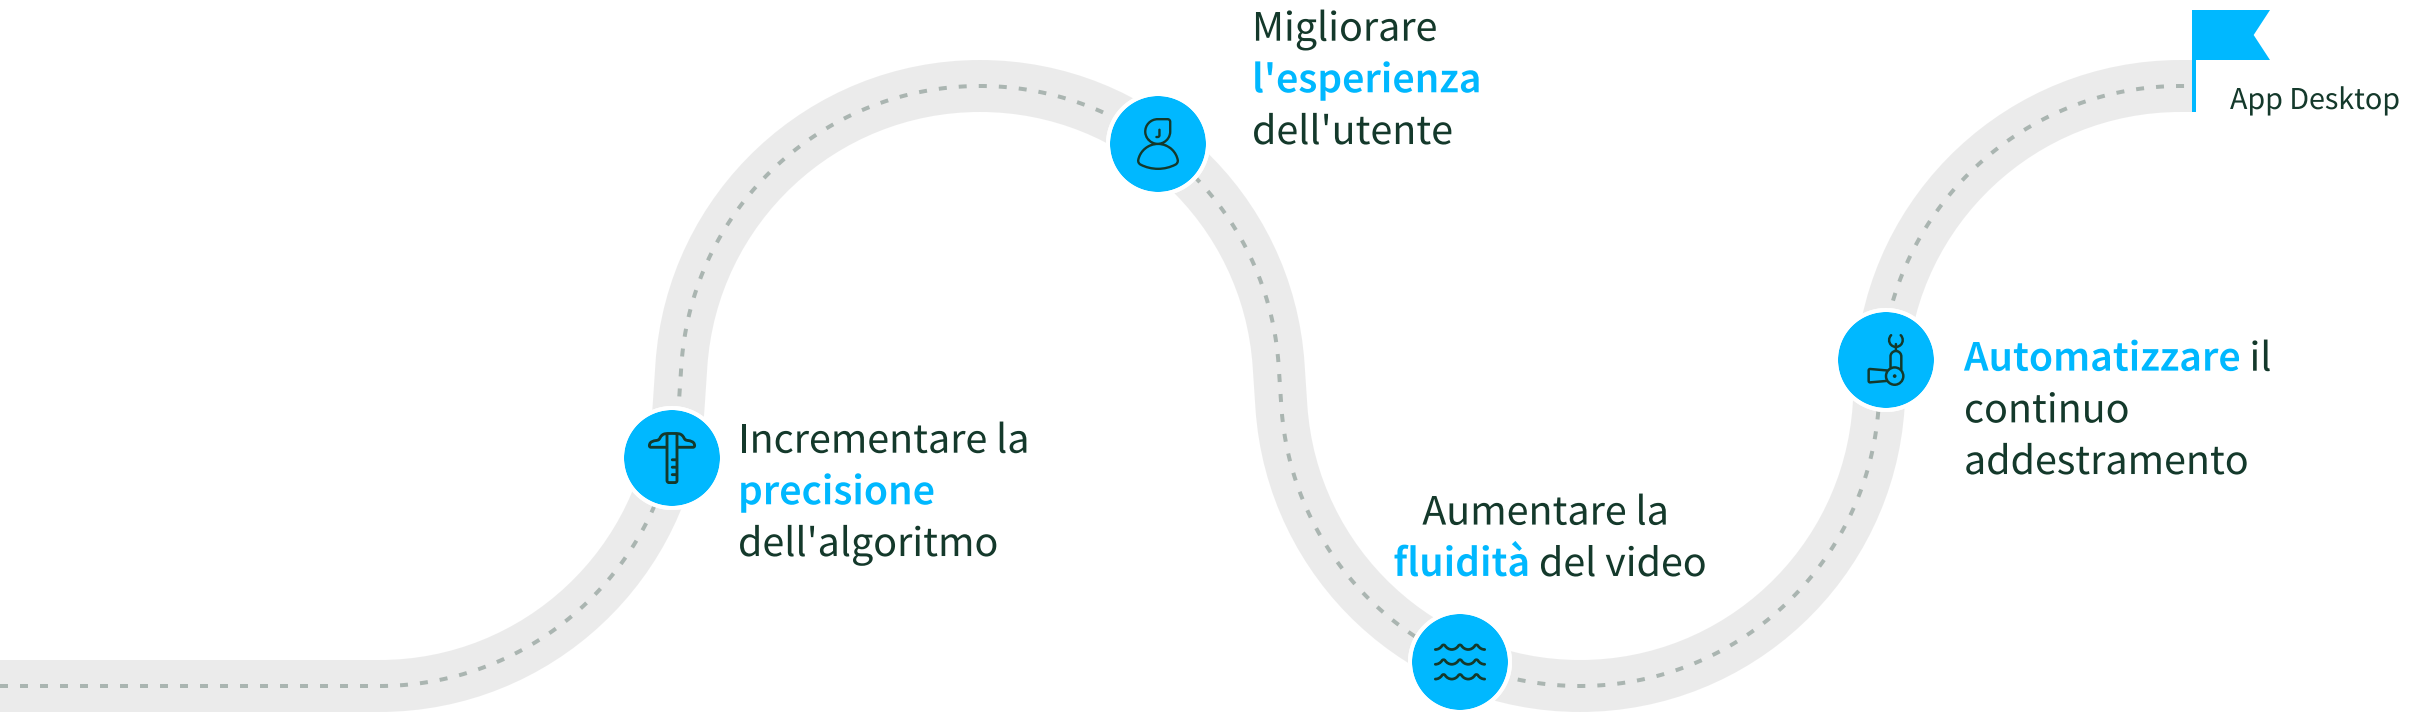 Incrementare la
precisione
dell'algoritmo
Migliorare
l'esperienza
dell'utente
Aumentare la
fluidità del video
Automatizzare il
continuo
addestramento
App Desktop